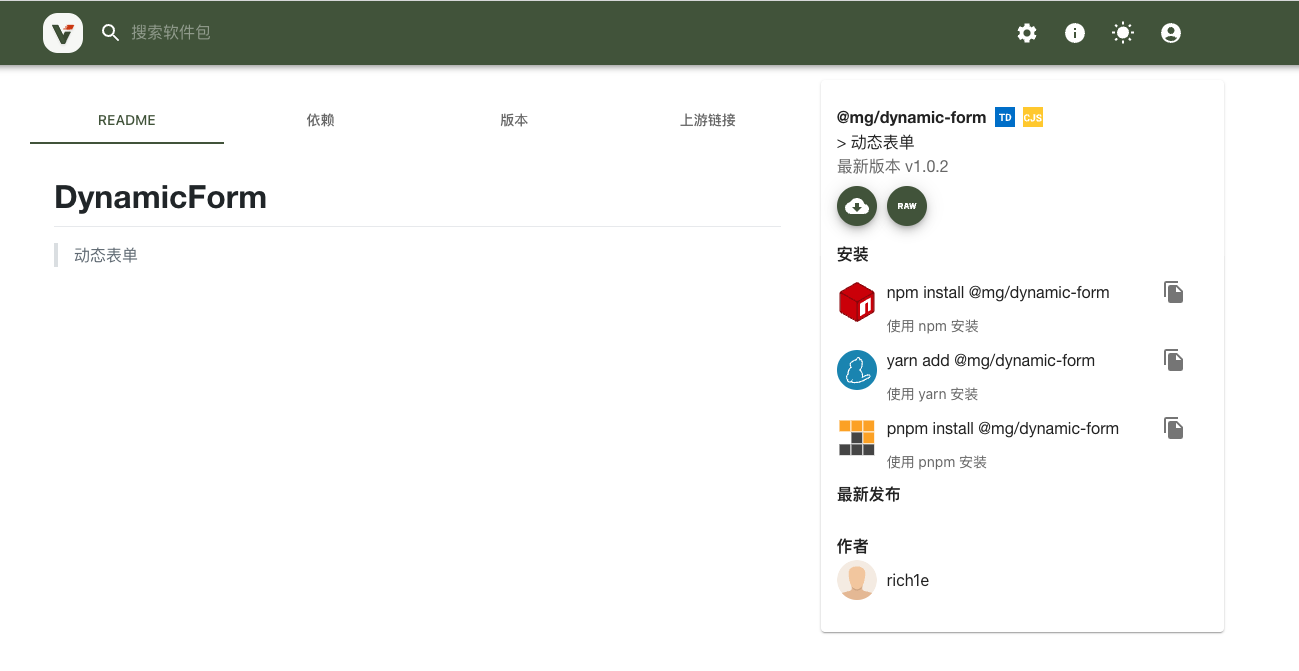 搜索软件包
README
依赖
版本
上游链接
DynamicForm
动态表单
@mg/dynamic-form TD CJS
> 动态表单
最新版本 v1.0.2
RAW
安装
npm install @mg/dynamic-form
使用 npm 安装
yarn add @mg/dynamic-form
使用 yarn 安装
pnpm install @mg/dynamic-form
使用 pnpm 安装
最新发布
作者
rich1e